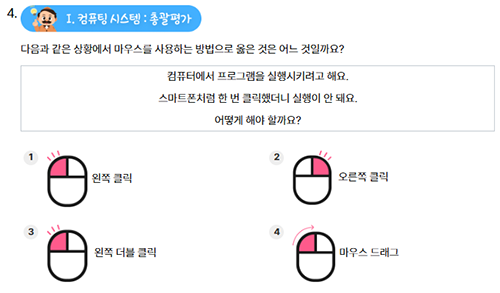 4.
Ⅰ. 컴퓨팅 시스템 : 총괄평가
다음과 같은 상황에서 마우스를 사용하는 방법으로 옳은 것은 어느 것일까요?
컴퓨터에서 프로그램을 실행시키려고 해요.
스마트폰처럼 한 번 클릭했더니 실행이 안 돼요.
어떻게 해야 할까요?
1 왼쪽 클릭
2 오른쪽 클릭
3 왼쪽 더블 클릭
4 마우스 드래그